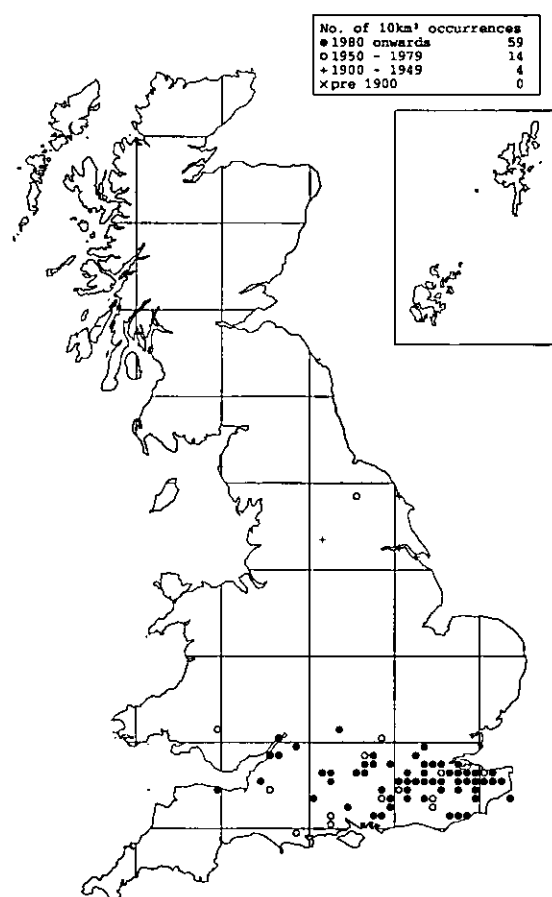 No. of 10km² occurrences
● 1980 onwards 59
○ 1950 - 1979 14
+ 1900 - 1949 4
× pre 1900 0